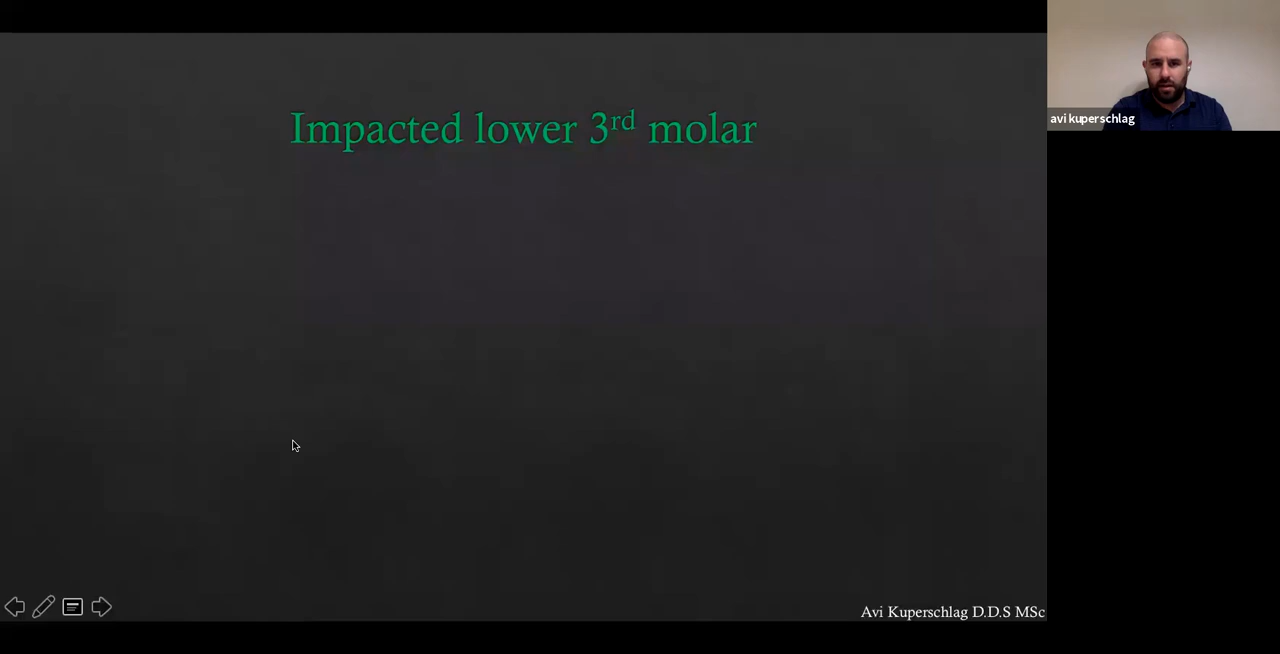 Impacted lower 3rd molar
avi kuperschlag
Avi Kuperschlag D.D.S MSc